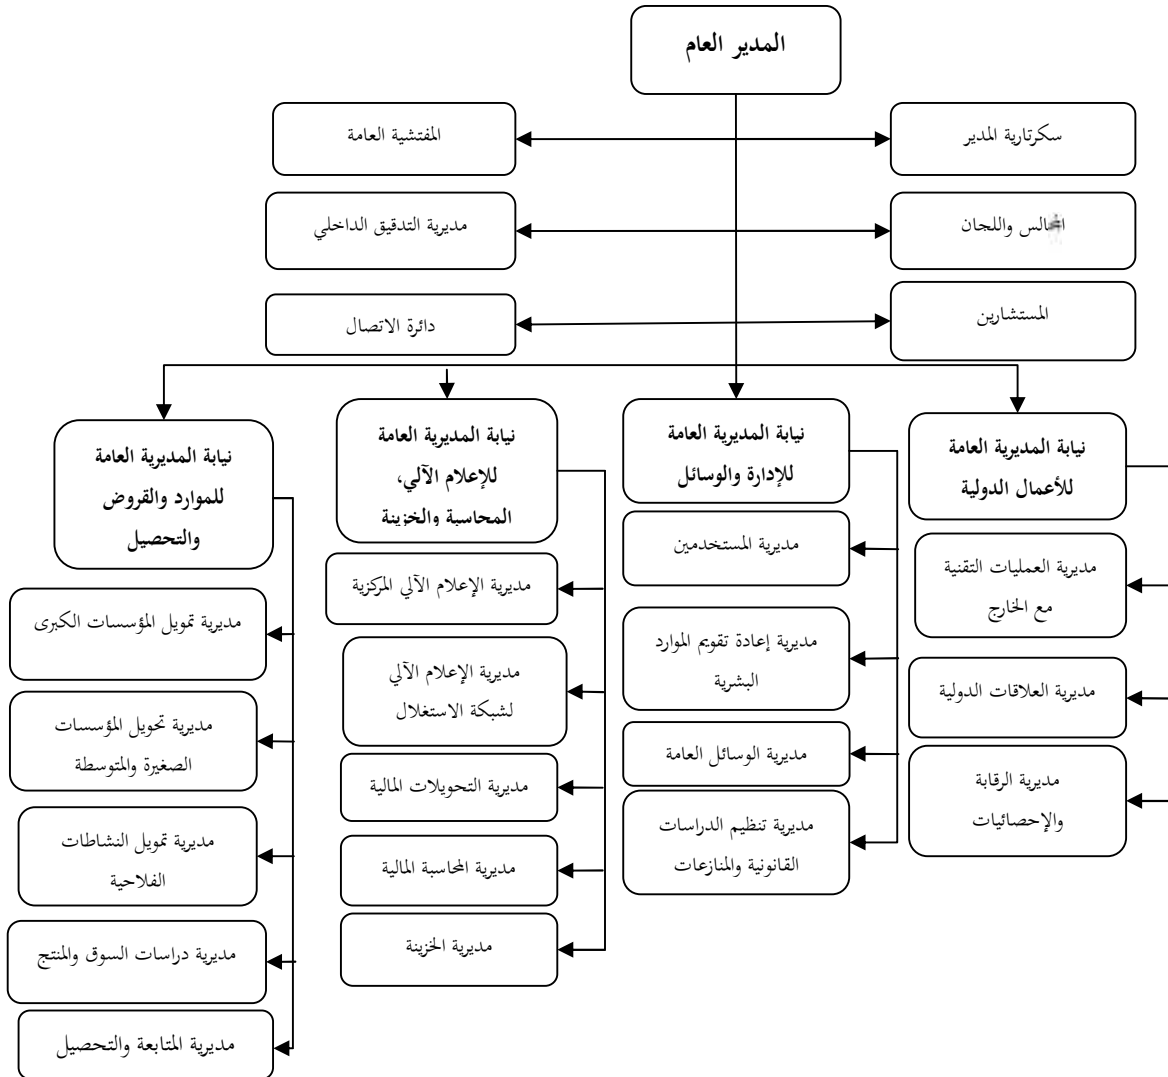 المدير العام
سكرتارية المدير
المفتشية العامة
واللجان
مديرية التدقيق الداخلي
المستشارين
دائرة الاتصال
نيابة المديرية العامة
للأعمال الدولية
مديرية العمليات التقنية
مع الخارج
مديرية العلاقات الدولية
مديرية الرقابة
والإحصائيات
نيابة المديرية العامة
للإدارة والوسائل
مديرية المستخدمين
مديرية إعادة تقويم الموارد
البشرية
مديرية الوسائل العامة
مديرية تنظيم الدراسات
القانونية والمنازعات
نيابة المديرية العامة
للإعلام الآلي،
المحاسبة والخزينة
مديرية الإعلام الآلي المركزية
مديرية الإعلام الآلي
لشبكة الاستغلال
مديرية التحويلات المالية
مديرية المحاسبة المالية
مديرية الخزينة
نيابة المديرية العامة
للموارد والقروض
والتحصيل
مديرية تمويل المؤسسات الكبرى
مديرية تحويل المؤسسات
الصغيرة والمتوسطة
مديرية تمويل النشاطات
الفلاحية
مديرية دراسات السوق والمنتج
مديرية المتابعة والتحصيل